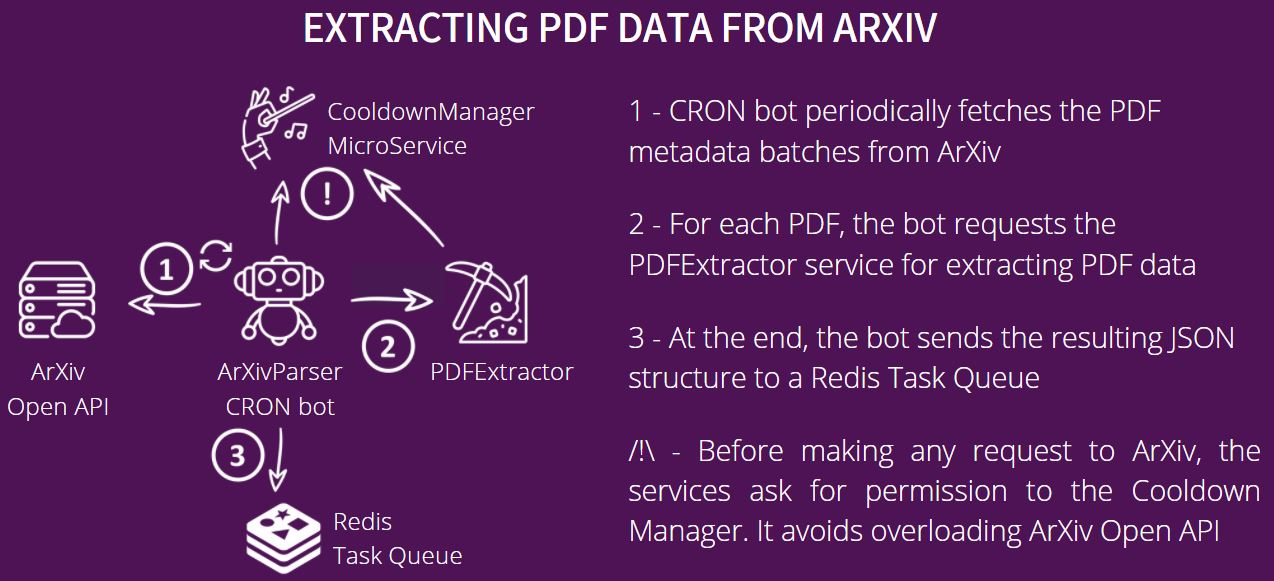 EXTRACTING PDF DATA FROM ARXIV
CooldownManager
MicroService
!
1
ArXiv
Open API
ArXivParser
CRON bot
2
PDFExtractor
3
Redis
Task Queue
1 - CRON bot periodically fetches the PDF
metadata batches from ArXiv
2 - For each PDF, the bot requests the
PDFExtractor service for extracting PDF data
3 - At the end, the bot sends the resulting JSON
structure to a Redis Task Queue
/!\ - Before making any request to ArXiv, the
services ask for permission to the Cooldown
Manager. It avoids overloading ArXiv Open API